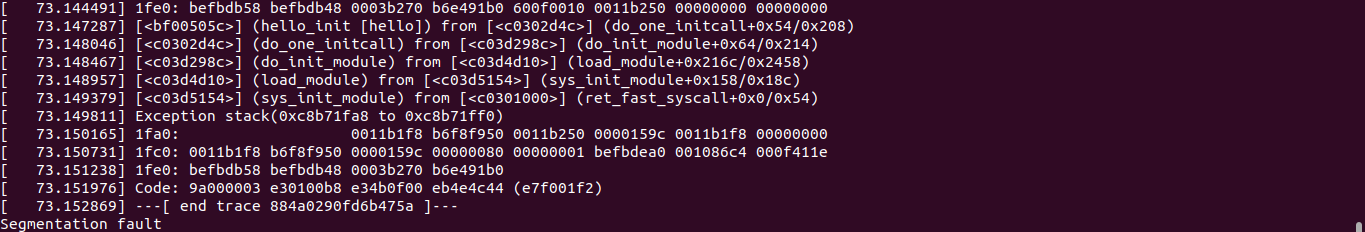 [   73.144491] 1fe0: befbdb58 befbdb48 0003b270 b6e491b0 600f0010 0011b250 00000000 00000000
[   73.147287] [<bf00505c>] (hello_init [hello]) from [<c0302d4c>] (do_one_initcall+0x54/0x208)
[   73.148046] [<c0302d4c>] (do_one_initcall) from [<c03d298c>] (do_init_module+0x64/0x214)
[   73.148467] [<c03d298c>] (do_init_module) from [<c03d4d10>] (load_module+0x216c/0x2458)
[   73.148957] [<c03d4d10>] (load_module) from [<c03d5154>] (sys_init_module+0x158/0x18c)
[   73.149379] [<c03d5154>] (sys_init_module) from [<c0301000>] (ret_fast_syscall+0x0/0x54)
[   73.149811] Exception stack(0xc8b71fa8 to 0xc8b71ff0)
[   73.150165] 1fa0:                   0011b1f8 b6f8f950 0011b250 0000159c 0011b1f8 00000000
[   73.150731] 1fc0: 0011b1f8 b6f8f950 0000159c 00000080 00000001 befbdea0 001086c4 000f411e
[   73.151238] 1fe0: befbdb58 befbdb48 0003b270 b6e491b0
[   73.151976] Code: 9a000003 e30100b8 e34b0f00 eb4e4c44 (e7f001f2)
[   73.152869] ---[ end trace 884a0290fd6b475a ]---
Segmentation fault